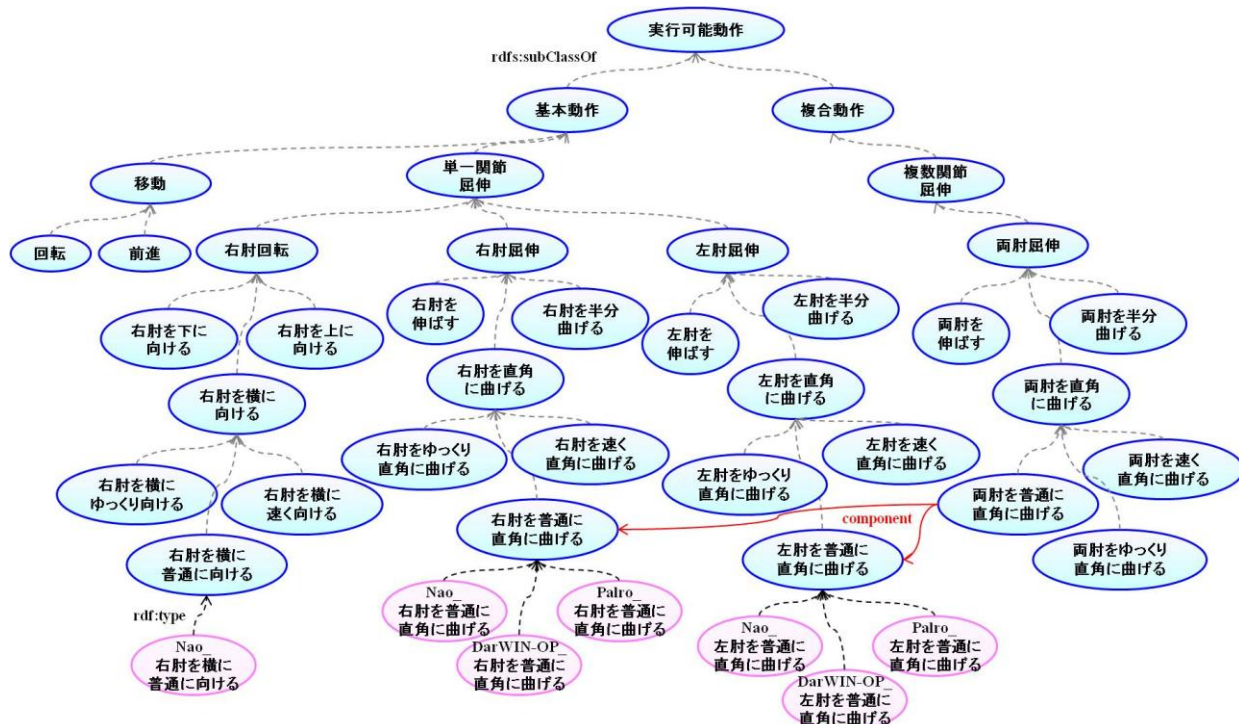 実行可能動作
rdfs:subClassOf
基本動作
複合動作
移動
単一関節
屈伸
複数関節
屈伸
回転
前進
右肘回転
右肘屈伸
左肘屈伸
両肘屈伸
右肘を下に
向ける
右肘を上に
向ける
右肘を
伸ばす
右肘を半分
曲げる
左肘を
伸ばす
左肘を半分
曲げる
両肘を
伸ばす
両肘を半分
曲げる
右肘を横に
向ける
右肘を直角
に曲げる
左肘を直角
に曲げる
両肘を直角
に曲げる
右肘を横に
ゆっくり向ける
右肘を横に
速く向ける
右肘をゆっくり
直角に曲げる
右肘を速く
直角に曲げる
左肘をゆっくり
直角に曲げる
左肘を速く
直角に曲げる
両肘を普通に
直角に曲げる
両肘を速く
直角に曲げる
component
右肘を横に
普通に向ける
右肘を普通に
直角に曲げる
左肘を普通に
直角に曲げる
両肘をゆっくり
直角に曲げる
rdf:type
Nao_
右肘を横に
普通に向ける
Nao_
右肘を普通に
直角に曲げる
DarWIN-OP_
右肘を普通に
直角に曲げる
Palro_
右肘を普通に
直角に曲げる
Nao_
左肘を普通に
直角に曲げる
DarWIN-OP_
左肘を普通に
直角に曲げる
Palro_
左肘を普通に
直角に曲げる